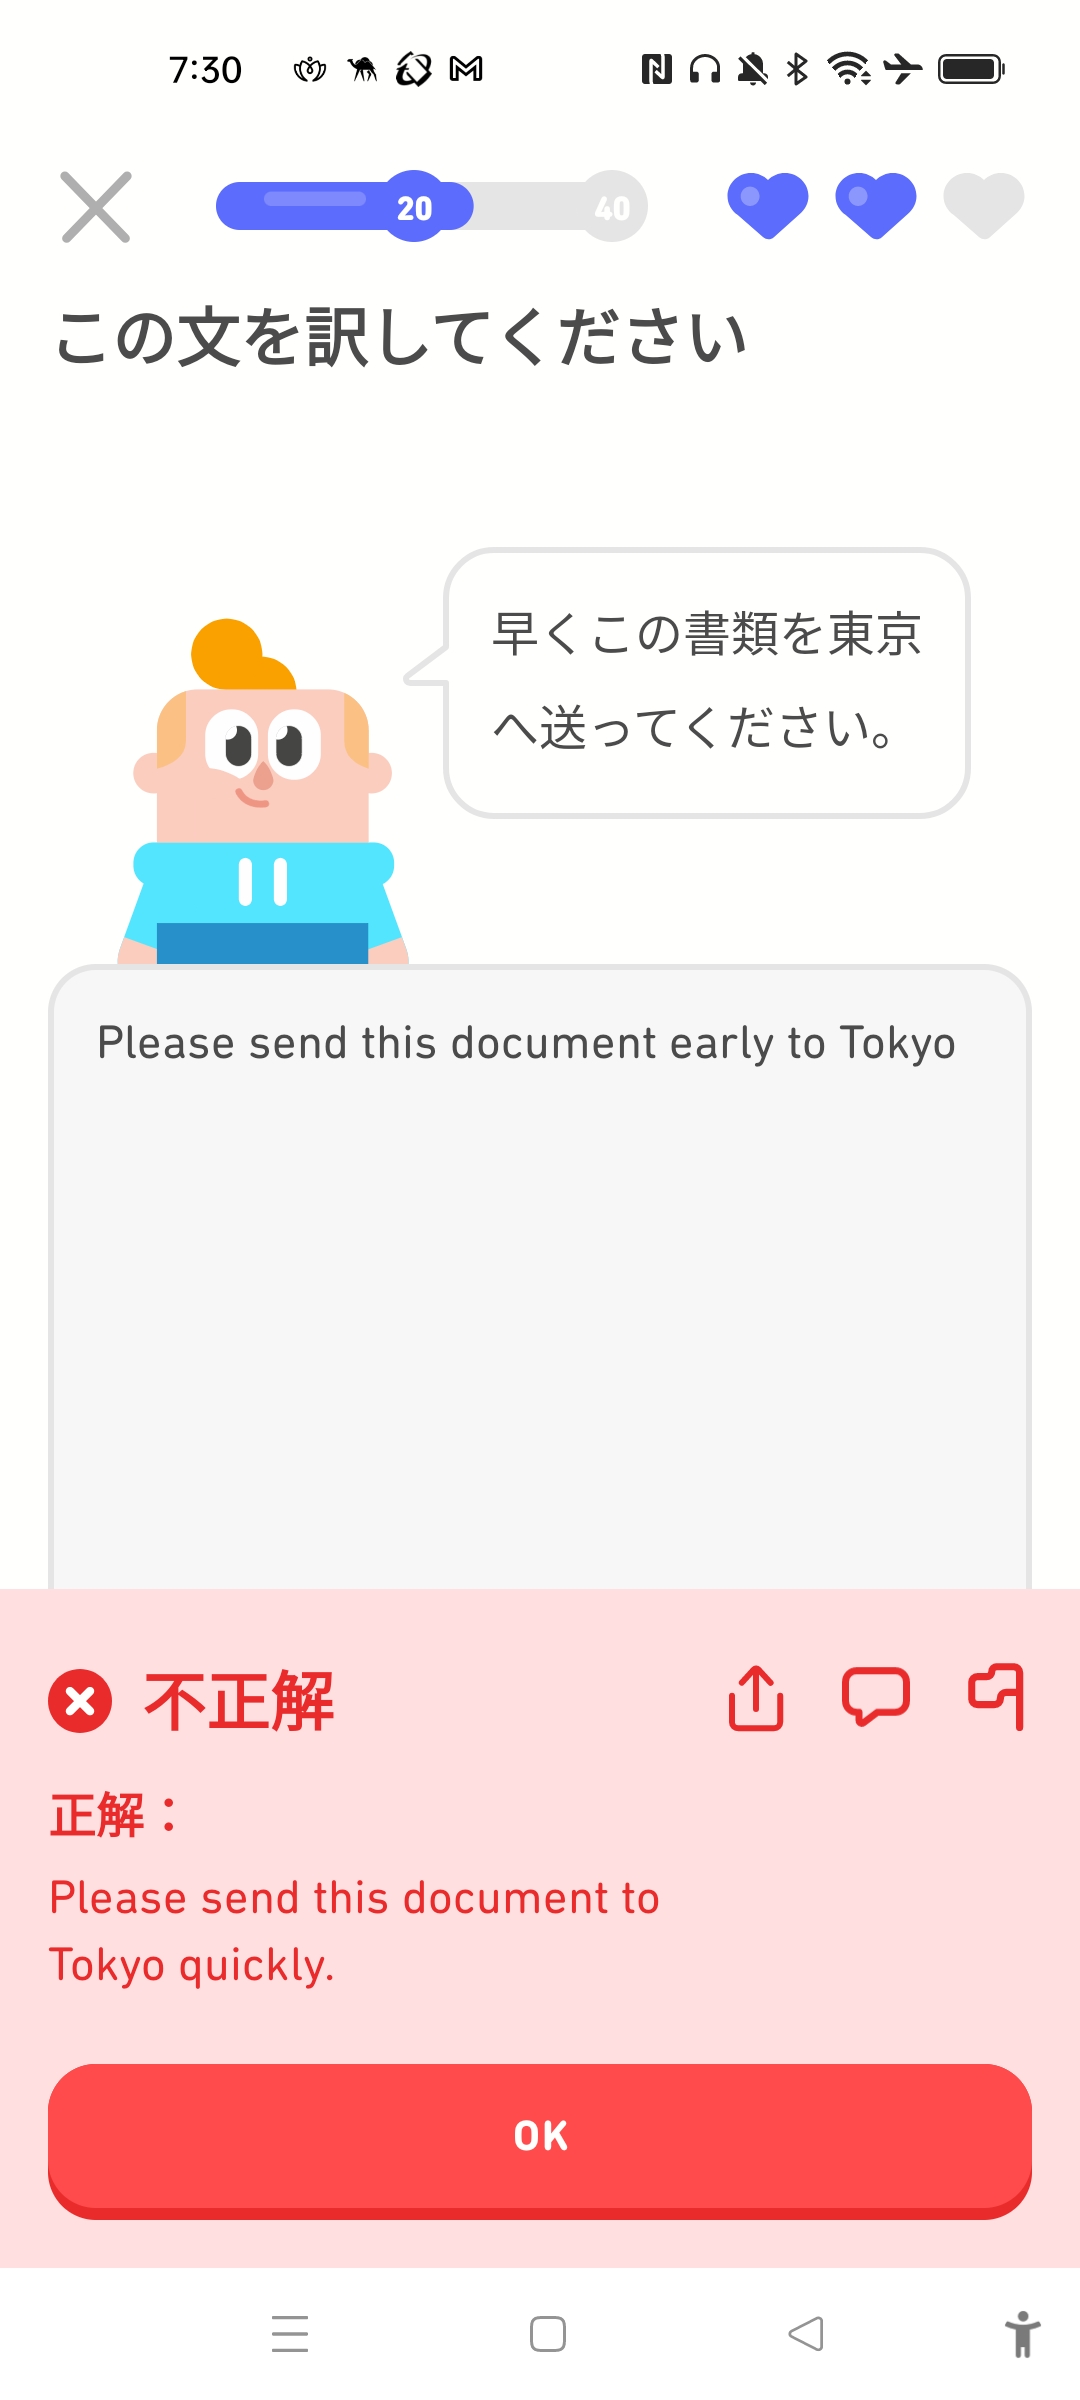 7:30
20
40
この文を訳してください
早くこの書類を東京
へ送ってください。
Please send this document early to Tokyo
不正解
正解：
Please send this document to
Tokyo quickly.
OK